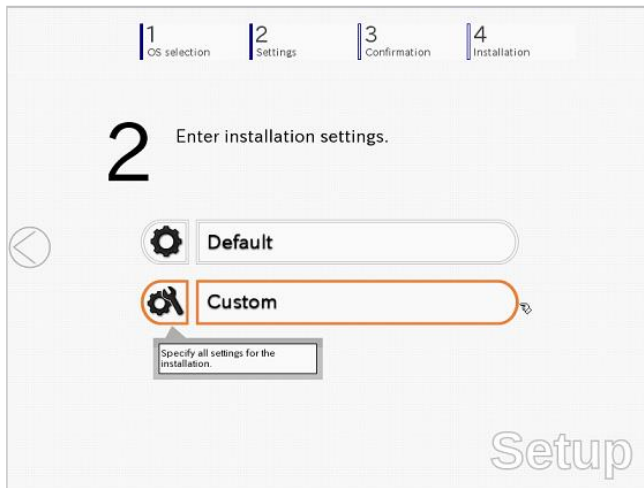 1
OS selection
2
Settings
3
Confirmation
4
Installation
2
Enter installation settings.
Default
Custom
Specify all settings for the
installation.
Setup